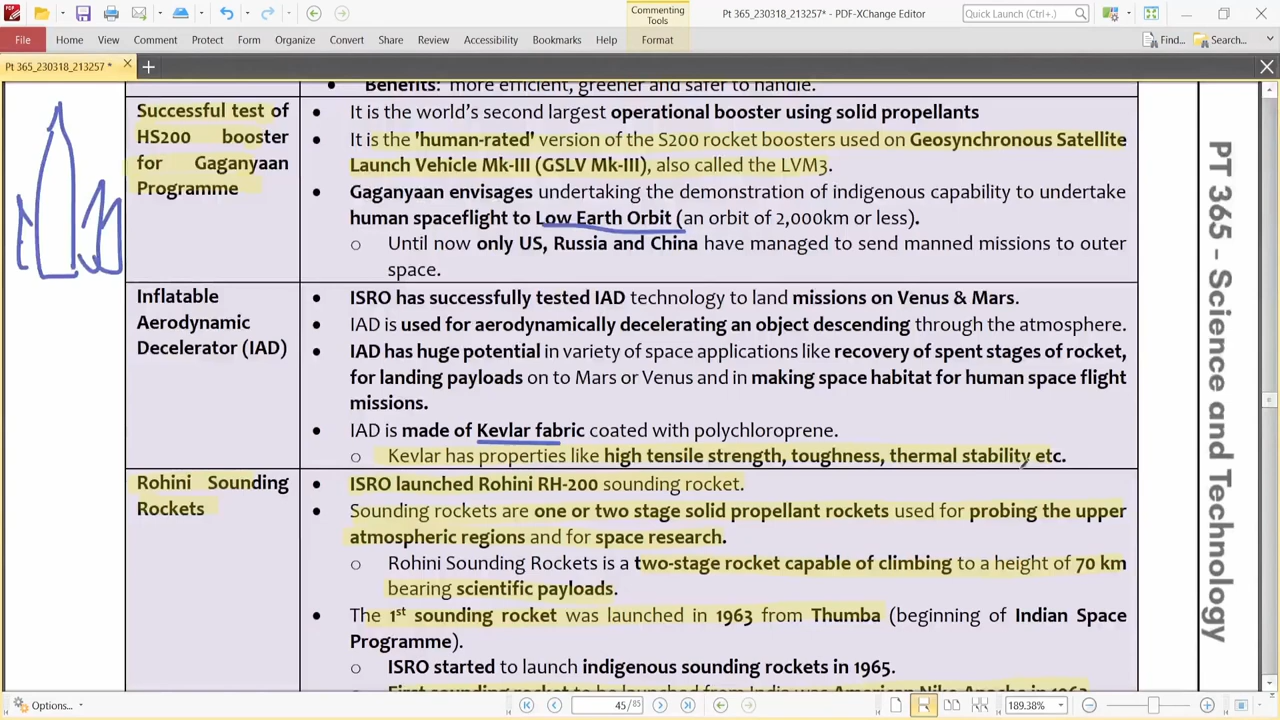 Commenting Tools
Pt 365_230318_213257* - PDF-XChange Editor
Quick Launch (Ctrl+.)
File Home View Comment Protect Form Organize Convert Share Review Accessibility Bookmarks Help Format
Find... Search...
Pt 365_230318_213257 *
• Benefits: more efficient, greener and safer to handle.
Successful test of HS200 booster for Gaganyaan Programme
• It is the world's second largest operational booster using solid propellants
• It is the 'human-rated' version of the S200 rocket boosters used on Geosynchronous Satellite
Launch Vehicle Mk-III (GSLV Mk-III), also called the LVM3.
• Gaganyaan envisages undertaking the demonstration of indigenous capability to undertake
human spaceflight to Low Earth Orbit (an orbit of 2,000km or less).
o Until now only US, Russia and China have managed to send manned missions to outer
space.
Inflatable Aerodynamic Decelerator (IAD)
• ISRO has successfully tested IAD technology to land missions on Venus & Mars.
• IAD is used for aerodynamically decelerating an object descending through the atmosphere.
• IAD has huge potential in variety of space applications like recovery of spent stages of rocket,
for landing payloads on to Mars or Venus and in making space habitat for human space flight
missions.
• IAD is made of Kevlar fabric coated with polychloroprene.
o Kevlar has properties like high tensile strength, toughness, thermal stability etc.
Rohini Sounding Rockets
• ISRO launched Rohini RH-200 sounding rocket.
• Sounding rockets are one or two stage solid propellant rockets used for probing the upper
atmospheric regions and for space research.
o Rohini Sounding Rockets is a two-stage rocket capable of climbing to a height of 70 km
bearing scientific payloads.
• The 1st sounding rocket was launched in 1963 from Thumba (beginning of Indian Space
Programme).
o ISRO started to launch indigenous sounding rockets in 1965.
First sounding rocket to be launched from India was American Nike-Apache in 1963
PT 365 - Science and Technology
Options... 45 /85 189.38%